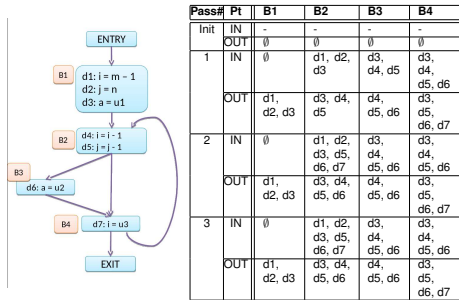 ENTRY
B1
d1: i = m – 1
d2: j = n
d3: a = u1
B2
d4: i = i - 1
d5: j = j - 1
B3
d6: a = u2
B4
d7: i = u3
EXIT
Pass# Pt B1 B2 B3 B4
Init IN - - - -
OUT ∅ ∅ ∅ ∅
1 IN ∅ d1, d2, d3, d3,
d3 d4, d5 d4,
d5, d6
OUT d1, d3, d4, d4, d3,
d2, d3 d5 d5, d6 d5,
d6, d7
2 IN ∅ d1, d2, d3, d3,
d3, d5, d4, d4,
d6, d7 d5, d6 d5, d6
OUT d1, d3, d4, d4, d3,
d2, d3 d5, d6 d5, d6 d5,
d6, d7
3 IN ∅ d1, d2, d3, d3,
d3, d5, d4, d4,
d6, d7 d5, d6 d5, d6
OUT d1, d3, d4, d4, d3,
d2, d3 d5, d6 d5, d6 d5,
d6, d7